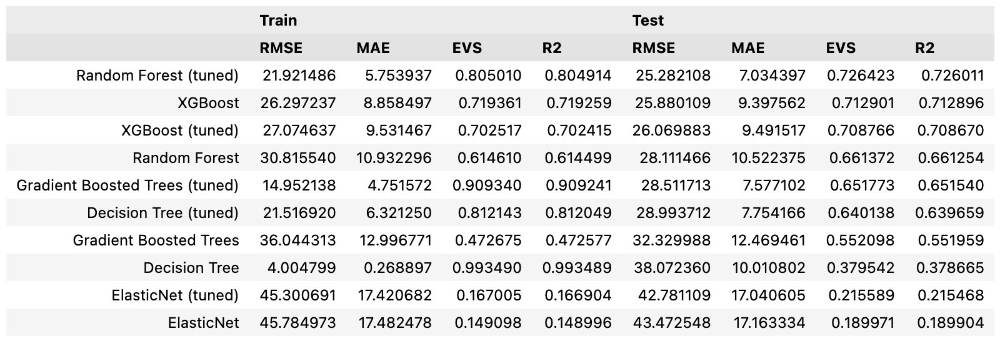 Train Test
RMSE MAE EVS R2 RMSE MAE EVS R2
Random Forest (tuned) 21.921486 5.753937 0.805010 0.804914 25.282108 7.034397 0.726423 0.726011
XGBoost 26.297237 8.858497 0.719361 0.719259 25.880109 9.397562 0.712901 0.712896
XGBoost (tuned) 27.074637 9.531467 0.702517 0.702415 26.069883 9.491517 0.708766 0.708670
Random Forest 30.815540 10.932296 0.614610 0.614499 28.111466 10.522375 0.661372 0.661254
Gradient Boosted Trees (tuned) 14.952138 4.751572 0.909340 0.909241 28.511713 7.577102 0.651773 0.651540
Decision Tree (tuned) 21.516920 6.321250 0.812143 0.812049 28.993712 7.754166 0.640138 0.639659
Gradient Boosted Trees 36.044313 12.996771 0.472675 0.472577 32.329988 12.469461 0.552098 0.551959
Decision Tree 4.004799 0.268897 0.993490 0.993489 38.072360 10.010802 0.379542 0.378665
ElasticNet (tuned) 45.300691 17.420682 0.167005 0.166904 42.781109 17.040605 0.215589 0.215468
ElasticNet 45.784973 17.482478 0.149098 0.148996 43.472548 17.163334 0.189971 0.189904